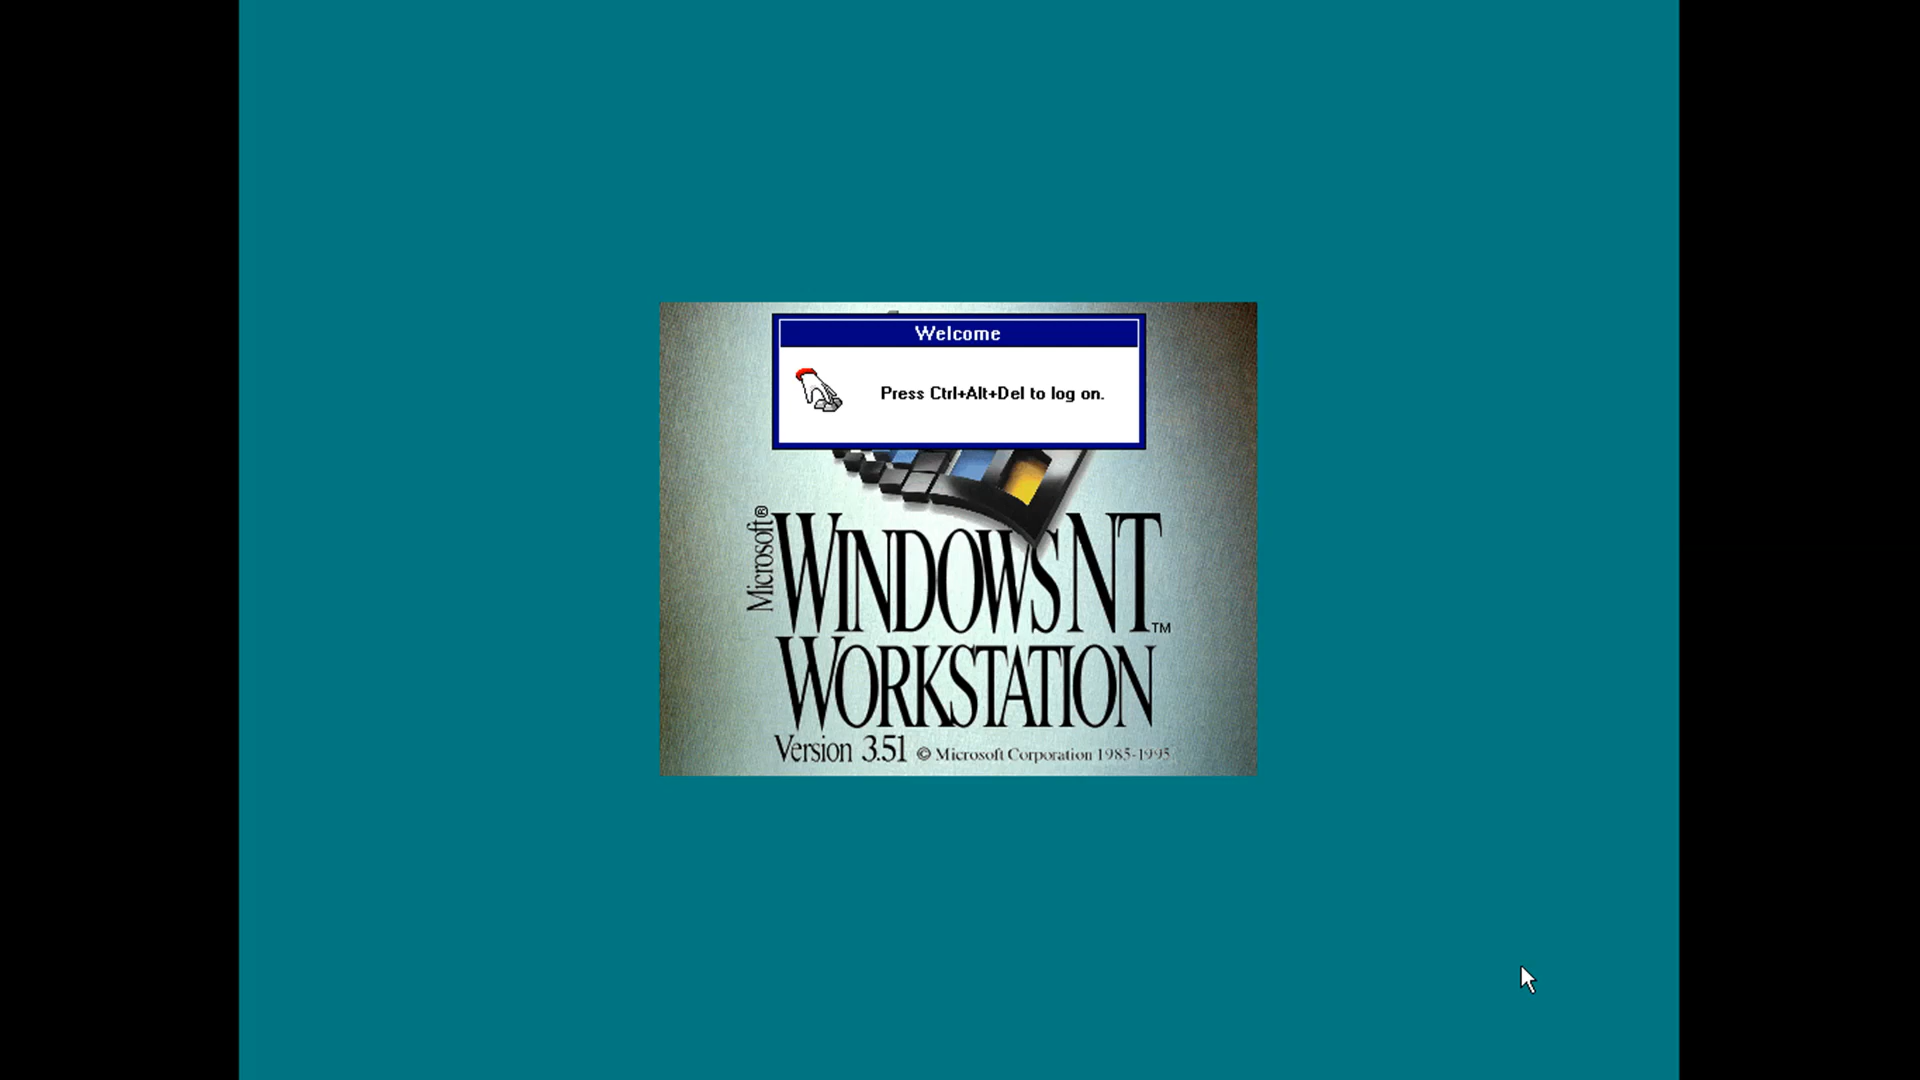 Welcome
Press Ctrl+Alt+Del to log on.
Microsoft®
WINDOWS NT™
WORKSTATION
Version 3.51 © Microsoft Corporation 1985-1995